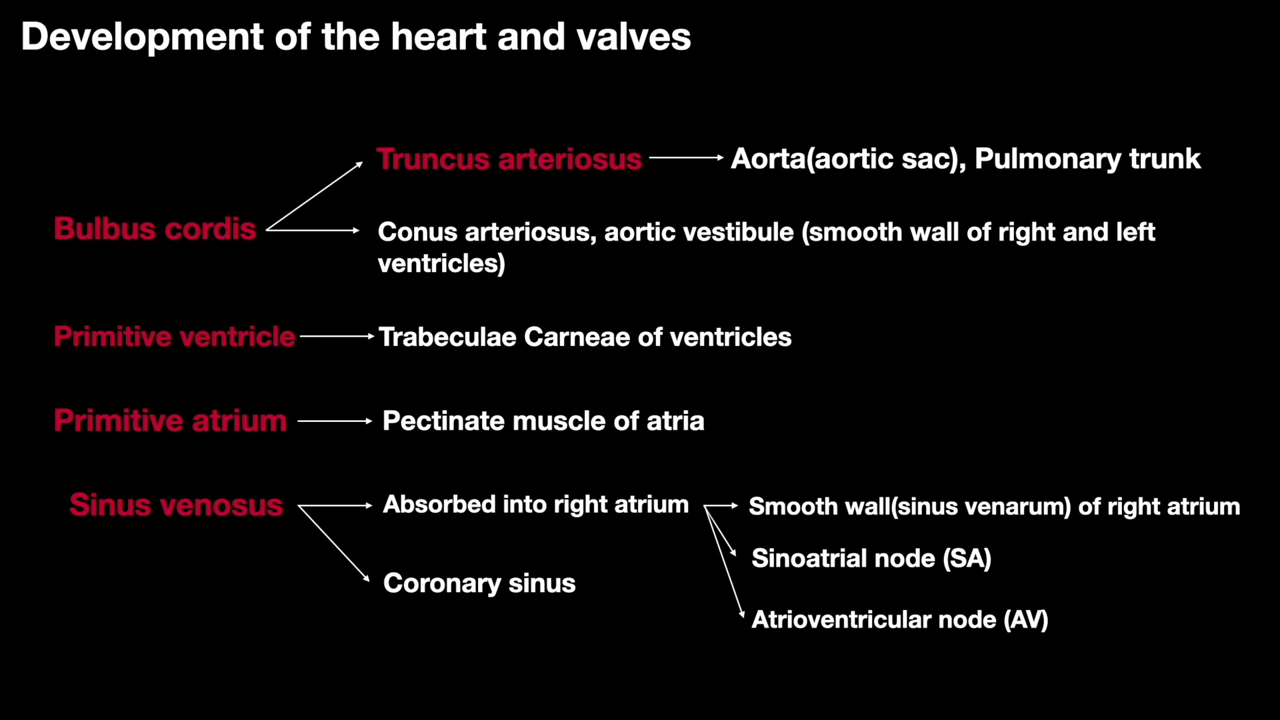 Development of the heart and valves
Truncus arteriosus
Aorta(aortic sac), Pulmonary trunk
Bulbus cordis
Conus arteriosus, aortic vestibule (smooth wall of right and left
ventricles)
Primitive ventricle
Trabeculae Carneae of ventricles
Primitive atrium
Pectinate muscle of atria
Sinus venosus
Absorbed into right atrium
Smooth wall(sinus venarum) of right atrium
Sinoatrial node (SA)
Coronary sinus
Atrioventricular node (AV)